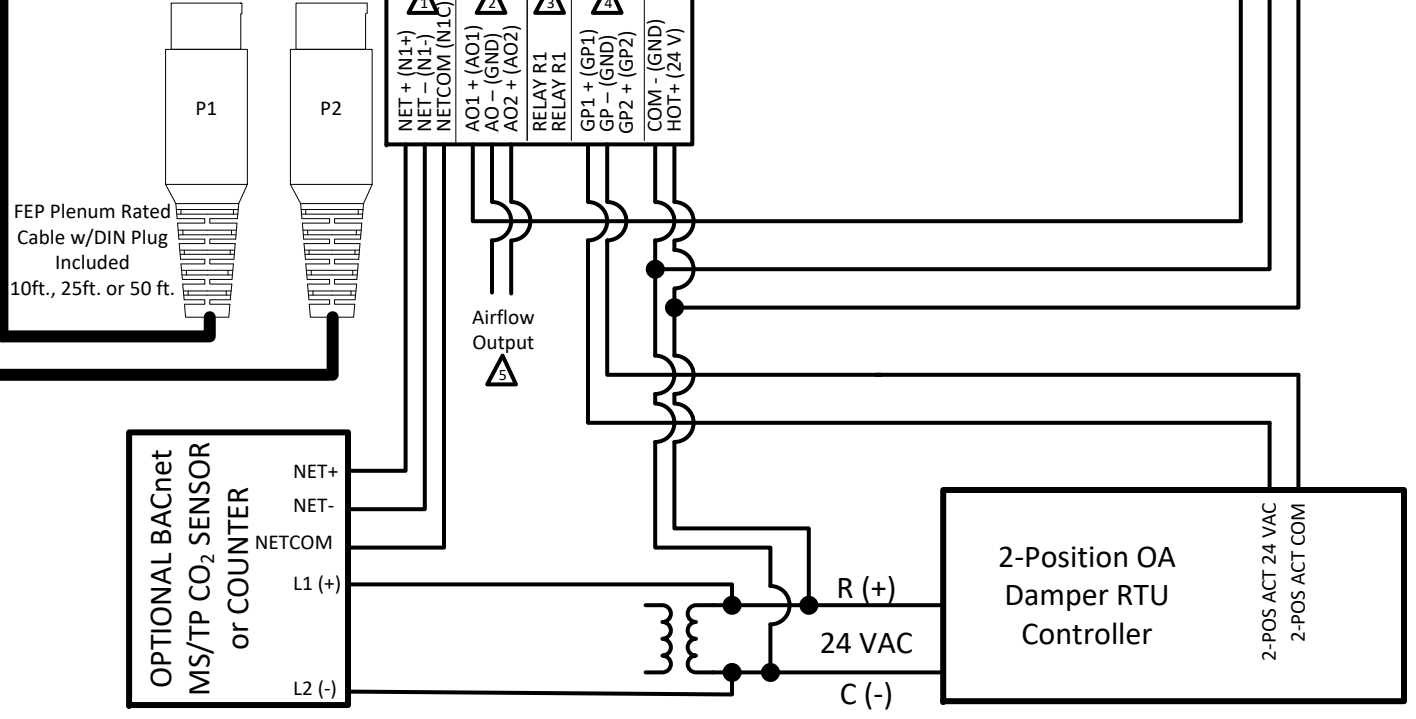 1
2
3
4
NET + (N1+)
NET – (N1-)
NETCOM (N1C)
AO1 + (AO1)
AO – (GND)
AO2 + (AO2)
RELAY R1
RELAY R1
GP1 + (GP1)
GP – (GND)
GP2 + (GP2)
COM - (GND)
HOT+ (24 V)
P1
P2
FEP Plenum Rated
Cable w/DIN Plug
Included
10ft., 25ft. or 50 ft.
Airflow
Output
5
OPTIONAL BACnet
MS/TP CO₂ SENSOR
or COUNTER
NET+
NET-
NETCOM
L1 (+)
L2 (-)
R (+)
24 VAC
C (-)
2-Position OA
Damper RTU
Controller
2-POS ACT 24 VAC
2-POS ACT COM